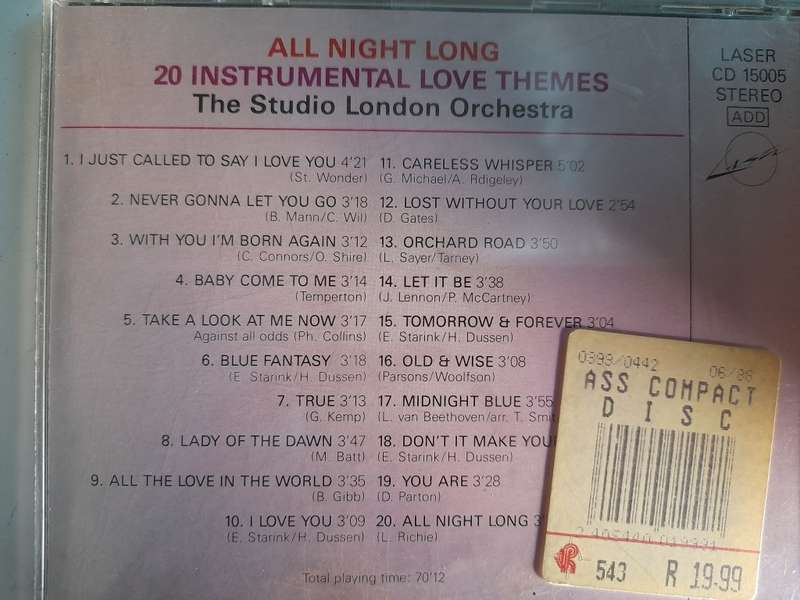 ALL NIGHT LONG
20 INSTRUMENTAL LOVE THEMES
The Studio London Orchestra
LASER
CD 15005
STEREO
ADD
1. I JUST CALLED TO SAY I LOVE YOU 4'21
(St. Wonder)
2. NEVER GONNA LET YOU GO 3'18
(B. Mann/C. Wil)
3. WITH YOU I'M BORN AGAIN 3'12
(C. Connors/O. Shire)
4. BABY COME TO ME 3'14
(Temperton)
5. TAKE A LOOK AT ME NOW 3'17
Against all odds (Ph. Collins)
6. BLUE FANTASY 3'18
(E. Starink/H. Dussen)
7. TRUE 3'13
(G. Kemp)
8. LADY OF THE DAWN 3'47
(M. Batt)
9. ALL THE LOVE IN THE WORLD 3'35
(B. Gibb)
10. I LOVE YOU 3'09
(E. Starink/H. Dussen)
11. CARELESS WHISPER 5'02
(G. Michael/A. Rdigeley)
12. LOST WITHOUT YOUR LOVE 2'54
(D. Gates)
13. ORCHARD ROAD 3'50
(L. Sayer/Tarney)
14. LET IT BE 3'38
(J. Lennon/P. McCartney)
15. TOMORROW & FOREVER 3'04
(E. Starink/H. Dussen)
16. OLD & WISE 3'08
(Parsons/Woolfson)
17. MIDNIGHT BLUE 3'55
(L. van Beethoven/arr. T. Smit
18. DON'T IT MAKE YOU
(E. Starink/H. Dussen)
19. YOU ARE 3'28
(D. Parton)
20. ALL NIGHT LONG 3'
(L. Richie)
Total playing time: 70'12
0393/0442 06/86
ASS COMPACT
DISC
543 R 19.99